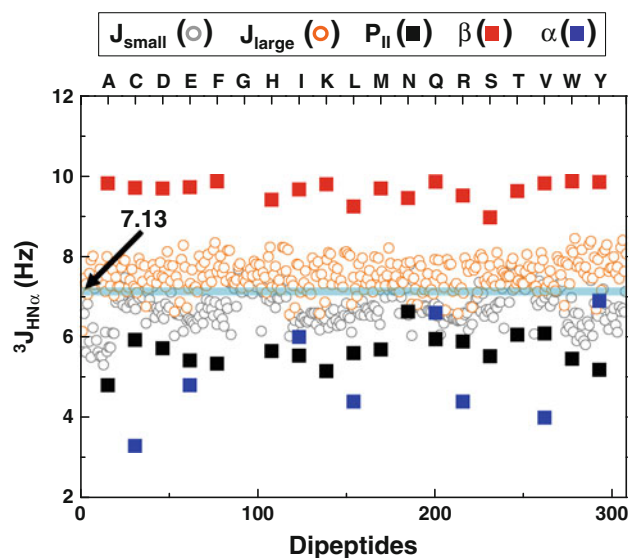 J_small (○) J_large (○) P_II (■) β(■) α(■)
A C D E F G H I K L M N Q R S T V W Y
12
10
8
6
4
2
7.13
³J_HNα (Hz)
0 100 200 300
Dipeptides